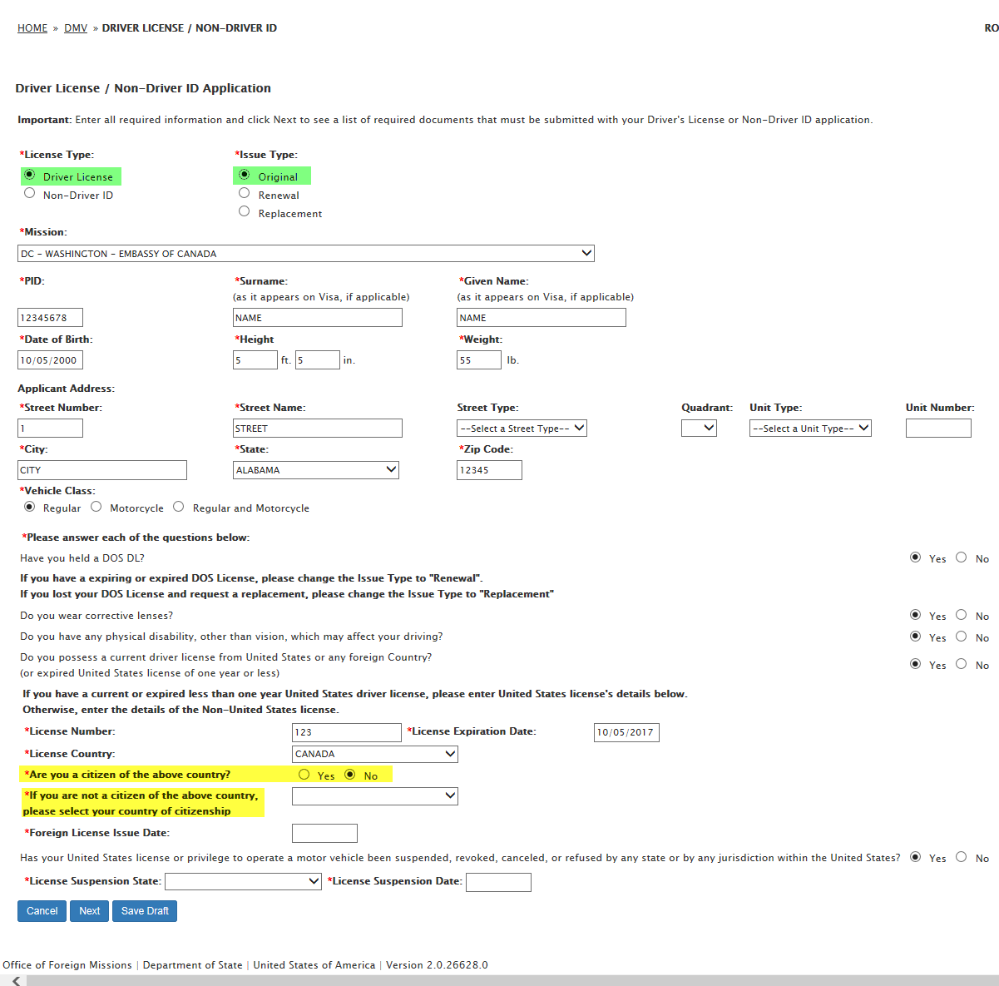 HOME » DMV » DRIVER LICENSE / NON-DRIVER ID RO
Driver License / Non-Driver ID Application
Important: Enter all required information and click Next to see a list of required documents that must be submitted with your Driver's License or Non-Driver ID application.
*License Type: *Issue Type:
Driver License Original
Non-Driver ID Renewal
Replacement
*Mission:
DC - WASHINGTON - EMBASSY OF CANADA
*PID: *Surname: *Given Name:
(as it appears on Visa, if applicable) (as it appears on Visa, if applicable)
12345678 NAME NAME
*Date of Birth: *Height *Weight:
10/05/2000 5 ft. 5 in. 55 lb.
Applicant Address:
*Street Number: *Street Name: Street Type: Quadrant: Unit Type: Unit Number:
1 STREET --Select a Street Type-- --Select a Unit Type--
*City: *State: *Zip Code:
CITY ALABAMA 12345
*Vehicle Class:
Regular Motorcycle Regular and Motorcycle
*Please answer each of the questions below:
Have you held a DOS DL? Yes No
If you have a expiring or expired DOS License, please change the Issue Type to "Renewal".
If you lost your DOS License and request a replacement, please change the Issue Type to "Replacement"
Do you wear corrective lenses? Yes No
Do you have any physical disability, other than vision, which may affect your driving? Yes No
Do you possess a current driver license from United States or any foreign Country? Yes No
(or expired United States license of one year or less)
If you have a current or expired less than one year United States driver license, please enter United States license's details below.
Otherwise, enter the details of the Non-United States license.
*License Number: 123 *License Expiration Date: 10/05/2017
*License Country: CANADA
*Are you a citizen of the above country? Yes No
*If you are not a citizen of the above country,
please select your country of citizenship
*Foreign License Issue Date:
Has your United States license or privilege to operate a motor vehicle been suspended, revoked, canceled, or refused by any state or by any jurisdiction within the United States? Yes No
*License Suspension State: *License Suspension Date:
Cancel Next Save Draft
Office of Foreign Missions | Department of State | United States of America | Version 2.0.26628.0